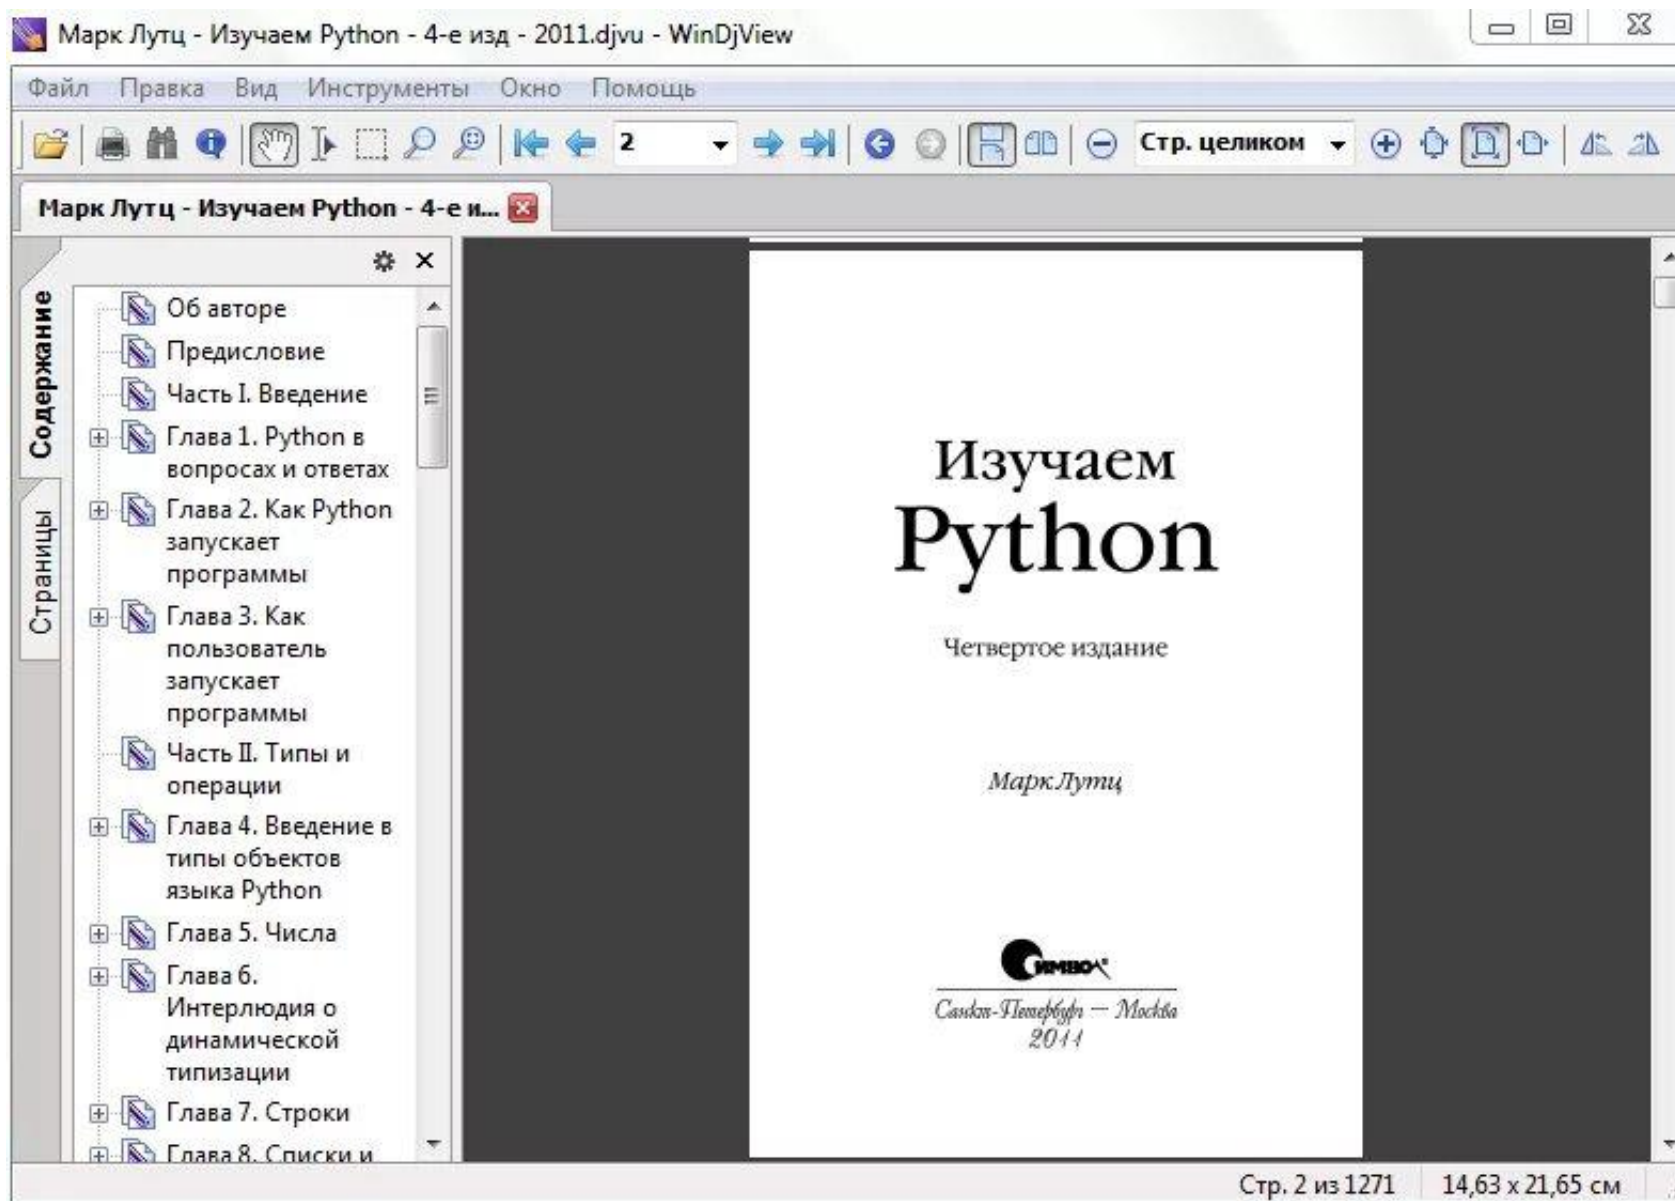 Марк Лутц - Изучаем Python - 4-е изд - 2011.djvu - WinDjView
Файл Правка Вид Инструменты Окно Помощь
2 Стр. целиком
Марк Лутц - Изучаем Python - 4-е и...
Содержание
Страницы
Об авторе
Предисловие
Часть I. Введение
Глава 1. Python в
вопросах и ответах
Глава 2. Как Python
запускает
программы
Глава 3. Как
пользователь
запускает
программы
Часть II. Типы и
операции
Глава 4. Введение в
типы объектов
языка Python
Глава 5. Числа
Глава 6.
Интерлюдия о
динамической
типизации
Глава 7. Строки
Глава 8. Списки и
Изучаем
Python
Четвертое издание
Марк Лутц
Символ®
Санкт-Петербург — Москва
2011
Стр. 2 из 1271 14,63 x 21,65 см